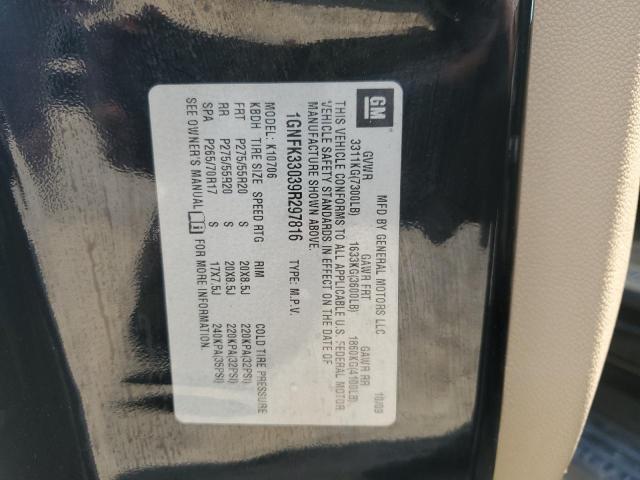 GM
MFD BY GENERAL MOTORS LLC 10/09
GVWR GAWR FRT GAWR RR
3311KG(7300LB) 1633KG(3600LB) 1860KG(4100LB)
THIS VEHICLE CONFORMS TO ALL APPLICABLE U.S. FEDERAL MOTOR
VEHICLE SAFETY STANDARDS IN EFFECT ON THE DATE OF
MANUFACTURE SHOWN ABOVE.
1GNFK33039R297816 TYPE: M.P.V.
MODEL: K10706
KBDH TIRE SIZE SPEED RTG RIM COLD TIRE PRESSURE
FRT P275/55R20 S 20X8.5J 220KPA(32PSI)
RR P275/55R20 S 20X8.5J 220KPA(32PSI)
SPA P265/70R17 S 17X7.5J 240KPA(35PSI)
SEE OWNER'S MANUAL i FOR MORE INFORMATION.